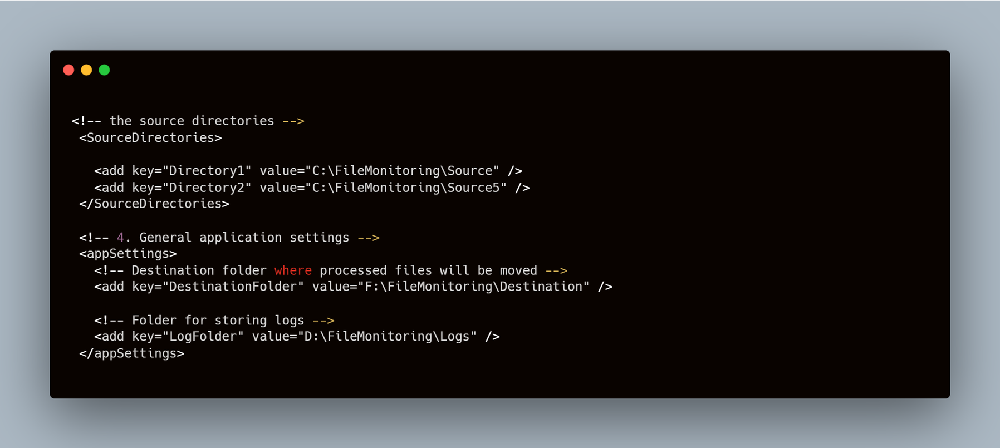 <!-- the source directories -->
<SourceDirectories>
<add key="Directory1" value="C:\FileMonitoring\Source" />
<add key="Directory2" value="C:\FileMonitoring\Source5" />
</SourceDirectories>
<!-- 4. General application settings -->
<appSettings>
<!-- Destination folder where processed files will be moved -->
<add key="DestinationFolder" value="F:\FileMonitoring\Destination" />
<!-- Folder for storing logs -->
<add key="LogFolder" value="D:\FileMonitoring\Logs" />
</appSettings>